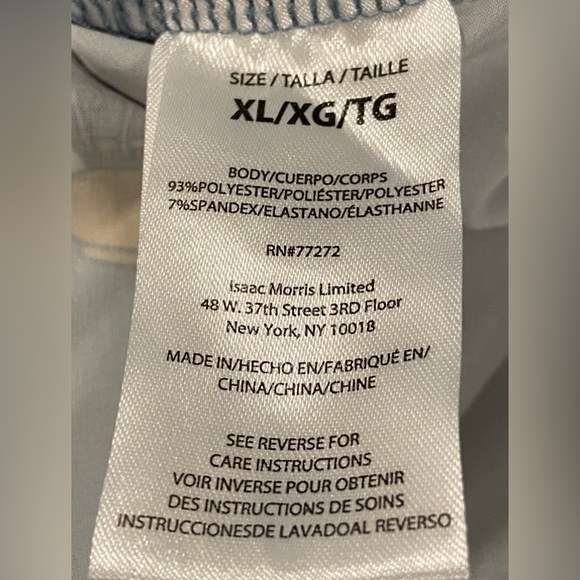 SIZE/TALLA/TAILLE
XL/XG/TG
BODY/CUERPO/CORPS
93%POLYESTER/POLIÉSTER/POLYESTER
7%SPANDEX/ELASTANO/ÉLASTHANNE
RN#77272
Isaac Morris Limited
48 W. 37th Street 3RD Floor
New York, NY 10018
MADE IN/HECHO EN/FABRIQUÉ EN/
CHINA/CHINA/CHINE
SEE REVERSE FOR
CARE INSTRUCTIONS
VOIR INVERSE POUR OBTENIR
DES INSTRUCTIONS DE SOINS
INSTRUCCIONESDE LAVADOAL REVERSO